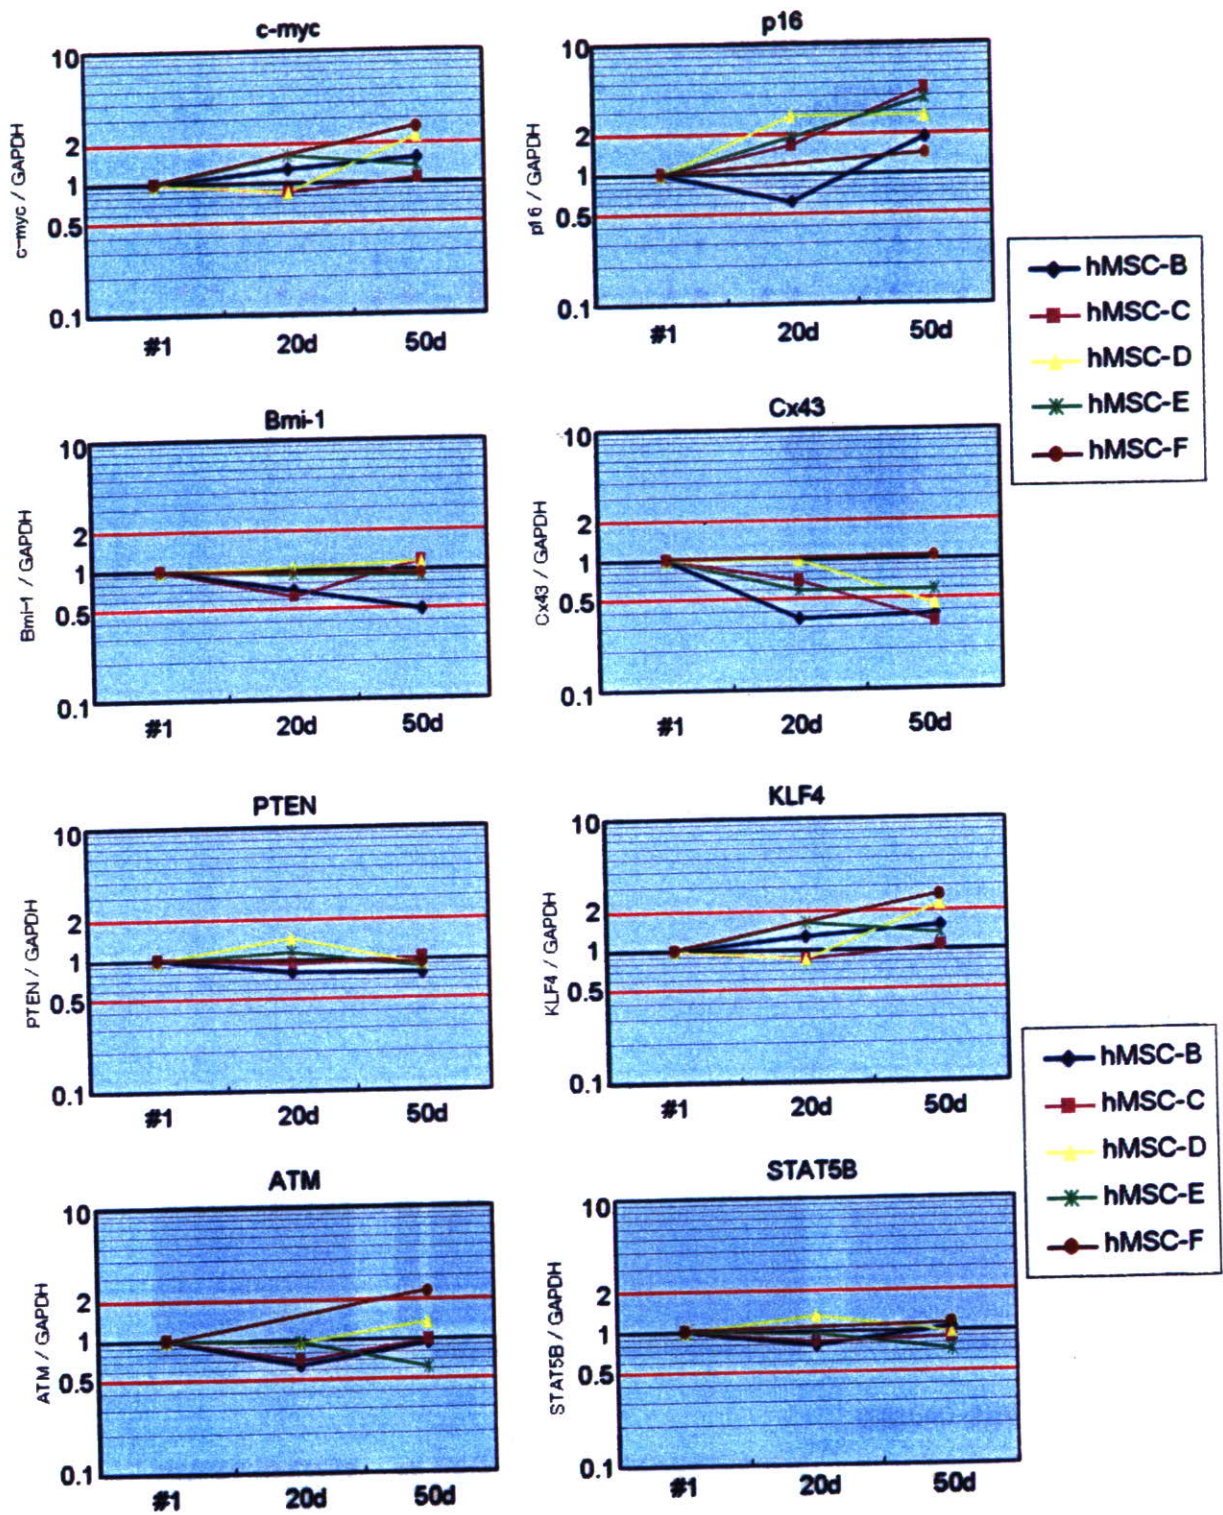 c-myc
c-myc / GAPDH
10
2
1
0.5
0.1
#1 20d 50d
p16
p16 / GAPDH
10
2
1
0.5
0.1
#1 20d 50d
hMSC-B
hMSC-C
hMSC-D
hMSC-E
hMSC-F
Bmi-1
Bmi-1 / GAPDH
10
2
1
0.5
0.1
#1 20d 50d
Cx43
Cx43 / GAPDH
10
2
1
0.5
0.1
#1 20d 50d
PTEN
PTEN / GAPDH
10
2
1
0.5
0.1
#1 20d 50d
KLF4
KLF4 / GAPDH
10
2
1
0.5
0.1
#1 20d 50d
hMSC-B
hMSC-C
hMSC-D
hMSC-E
hMSC-F
ATM
ATM / GAPDH
10
2
1
0.5
0.1
#1 20d 50d
STAT5B
STAT5B / GAPDH
10
2
1
0.5
0.1
#1 20d 50d